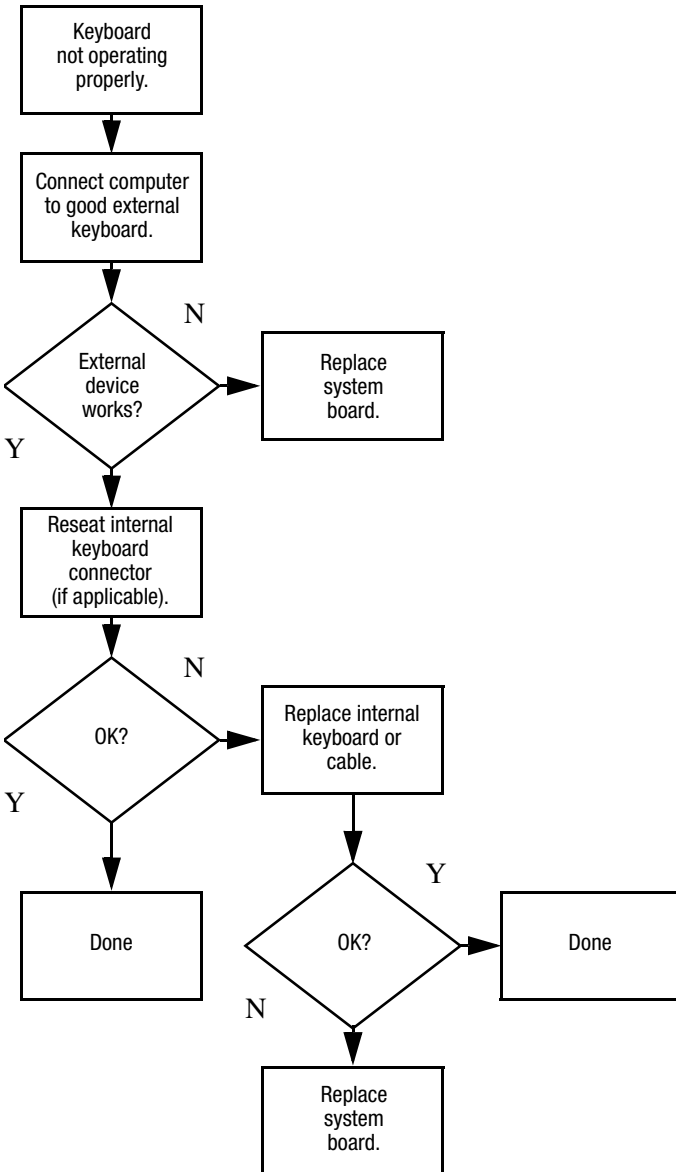 Keyboard
not operating
properly.
Connect computer
to good external
keyboard.
N
External
device
works?
Replace
system
board.
Y
Reseat internal
keyboard
connector
(if applicable).
N
OK?
Replace internal
keyboard or
cable.
Y
Y
Done
OK?
Done
N
Replace
system
board.